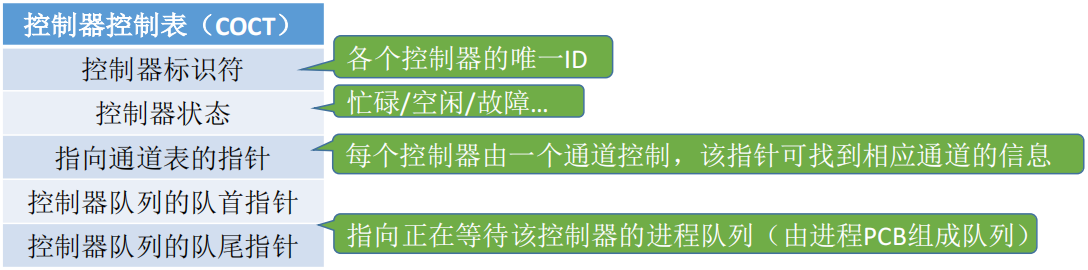 控制器控制表（COCT）
控制器标识符
各个控制器的唯一ID
控制器状态
忙碌/空闲/故障...
指向通道表的指针
每个控制器由一个通道控制，该指针可找到相应通道的信息
控制器队列的队首指针
控制器队列的队尾指针
指向正在等待该控制器的进程队列（由进程PCB组成队列）